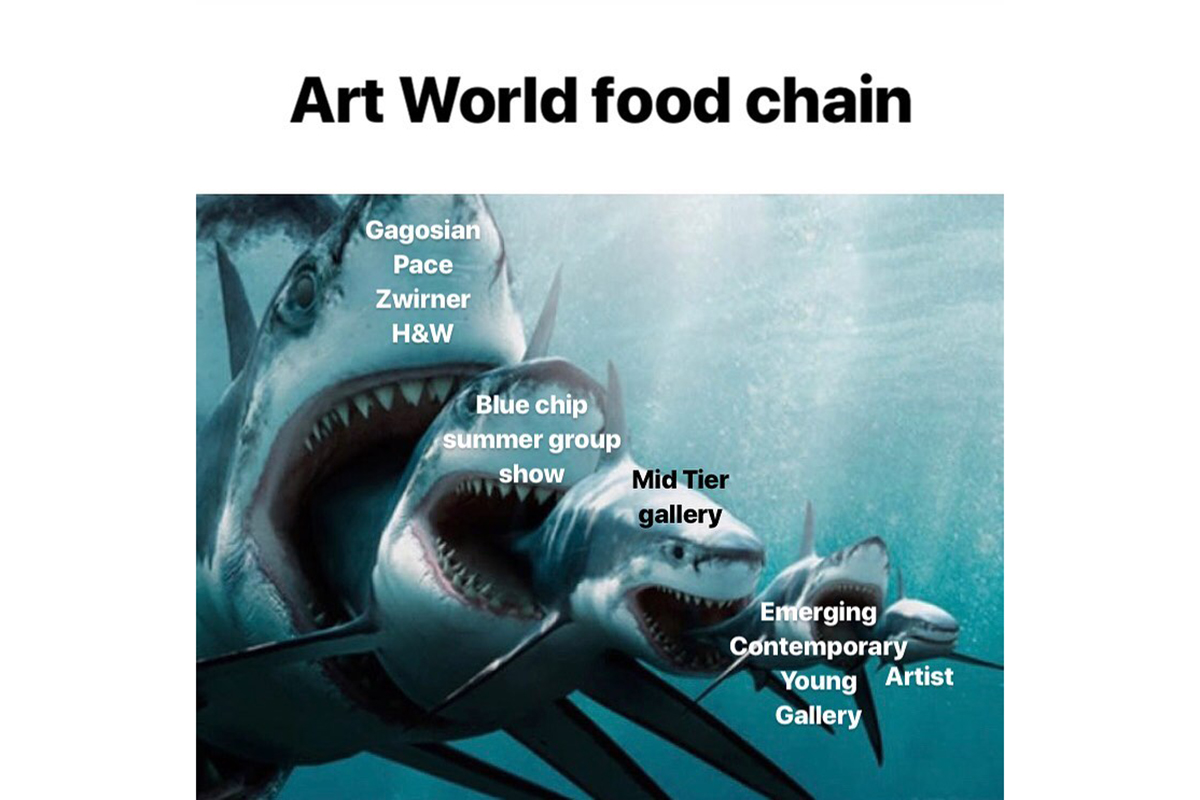 Art World food chain
Gagosian
Pace
Zwirner
H&W
Blue chip
summer group
show
Mid Tier
gallery
Emerging
Contemporary
Young
Gallery
Artist